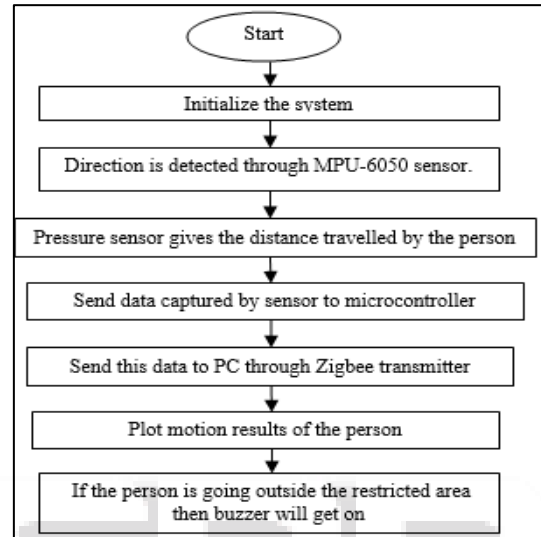 Start
Initialize the system
Direction is detected through MPU-6050 sensor.
Pressure sensor gives the distance travelled by the person
Send data captured by sensor to microcontroller
Send this data to PC through Zigbee transmitter
Plot motion results of the person
If the person is going outside the restricted area
then buzzer will get on